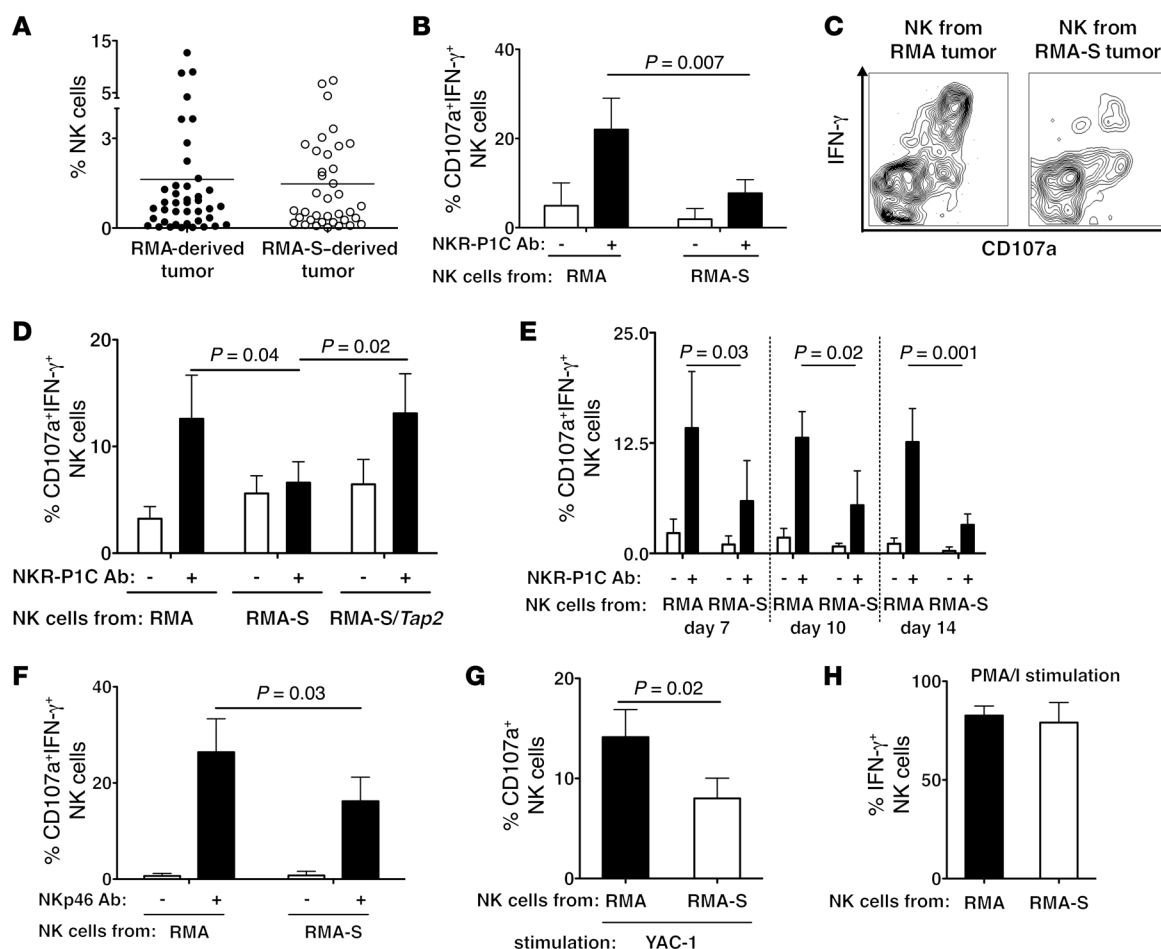 A
15
5
3
0
% NK cells
RMA-derived
tumor
RMA-S–derived
tumor
B
40
20
0
% CD107a+IFN-γ+
NK cells
P = 0.007
NKR-P1C Ab: - + - +
NK cells from: RMA RMA-S
C
NK from
RMA tumor
NK from
RMA-S tumor
IFN-γ
CD107a
D
20
10
0
% CD107a+IFN-γ+
NK cells
P = 0.04
P = 0.02
NKR-P1C Ab: - + - + - +
NK cells from: RMA RMA-S RMA-S/Tap2
E
25.0
12.5
0.0
% CD107a+IFN-γ+
NK cells
P = 0.03
P = 0.02
P = 0.001
NKR-P1C Ab: - + - + - + - + - + - +
NK cells from: RMA RMA-S RMA RMA-S RMA RMA-S
day 7 day 10 day 14
F
40
20
0
% CD107a+IFN-γ+
NK cells
P = 0.03
NKp46 Ab: - + - +
NK cells from: RMA RMA-S
G
20
10
0
% CD107a+
NK cells
P = 0.02
NK cells from: RMA RMA-S
stimulation: YAC-1
H
PMA/I stimulation
100
50
0
% IFN-γ+
NK cells
NK cells from: RMA RMA-S